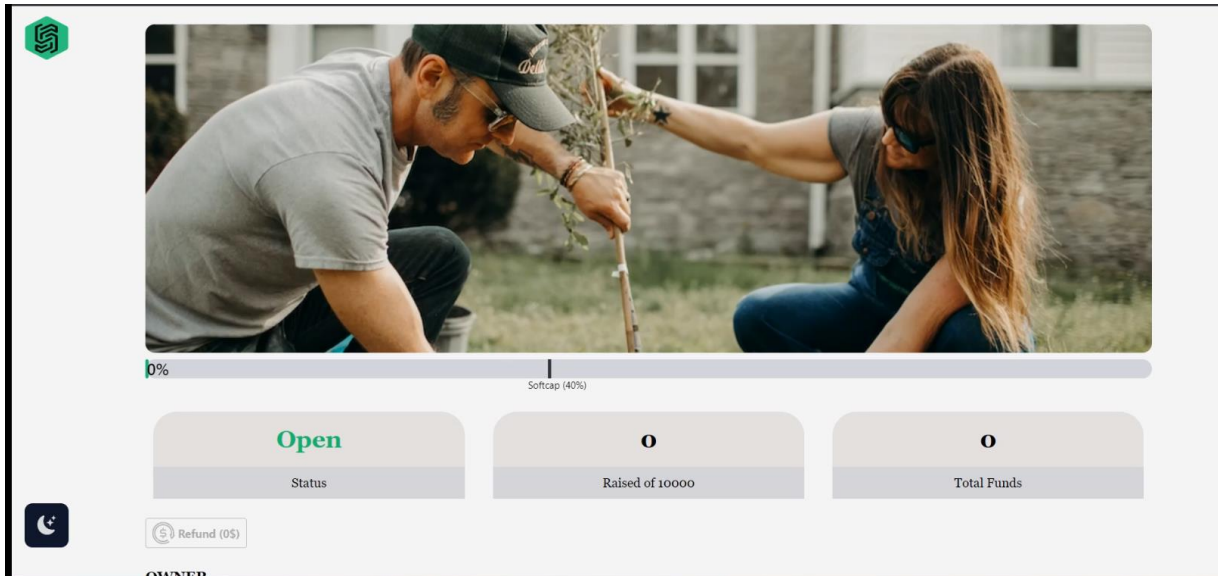 0%
Softcap (40%)
Open
0
0
Status
Raised of 10000
Total Funds
Refund (0$)
OWNER